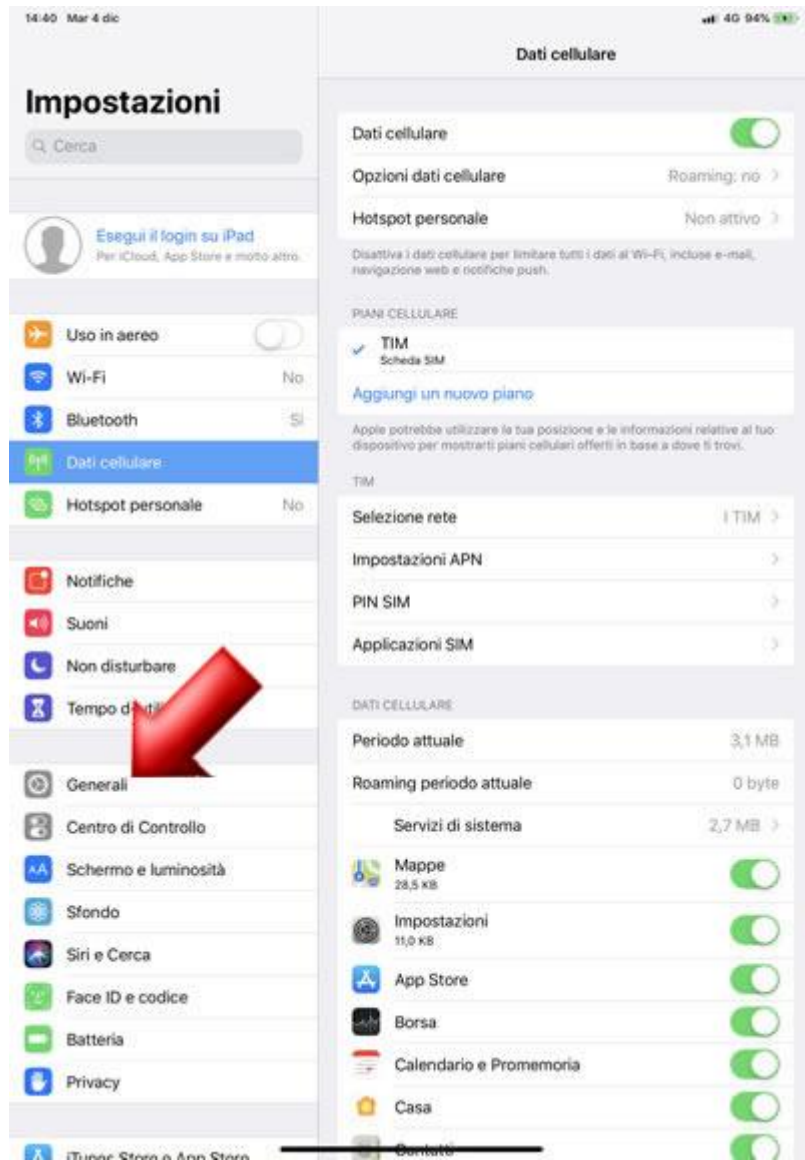 14:40 Mar 4 dic
4G 94%
Impostazioni
Cerca
Esegui il login su iPad
Per iCloud, App Store e molto altro.
Uso in aereo
Wi-Fi No
Bluetooth Sì
Dati cellulare
Hotspot personale No
Notifiche
Suoni
Non disturbare
Tempo d
Generali
Centro di Controllo
Schermo e luminosità
Sfondo
Siri e Cerca
Face ID e codice
Batteria
Privacy
iTunes Store e App Store
Dati cellulare
Dati cellulare
Opzioni dati cellulare Roaming: no
Hotspot personale Non attivo
Disattiva i dati cellulare per limitare tutti i dati al Wi-Fi, incluse e-mail,
navigazione web e notifiche push.
PIANI CELLULARE
TIM
Scheda SIM
Aggiungi un nuovo piano
Apple potrebbe utilizzare la tua posizione e le informazioni relative al tuo
dispositivo per mostrarti piani cellulari offerti in base a dove ti trovi.
TIM
Selezione rete I TIM
Impostazioni APN
PIN SIM
Applicazioni SIM
DATI CELLULARE
Periodo attuale 3,1 MB
Roaming periodo attuale 0 byte
Servizi di sistema 2,7 MB
Mappe
28,5 KB
Impostazioni
11,0 KB
App Store
Borsa
Calendario e Promemoria
Casa
Contatti